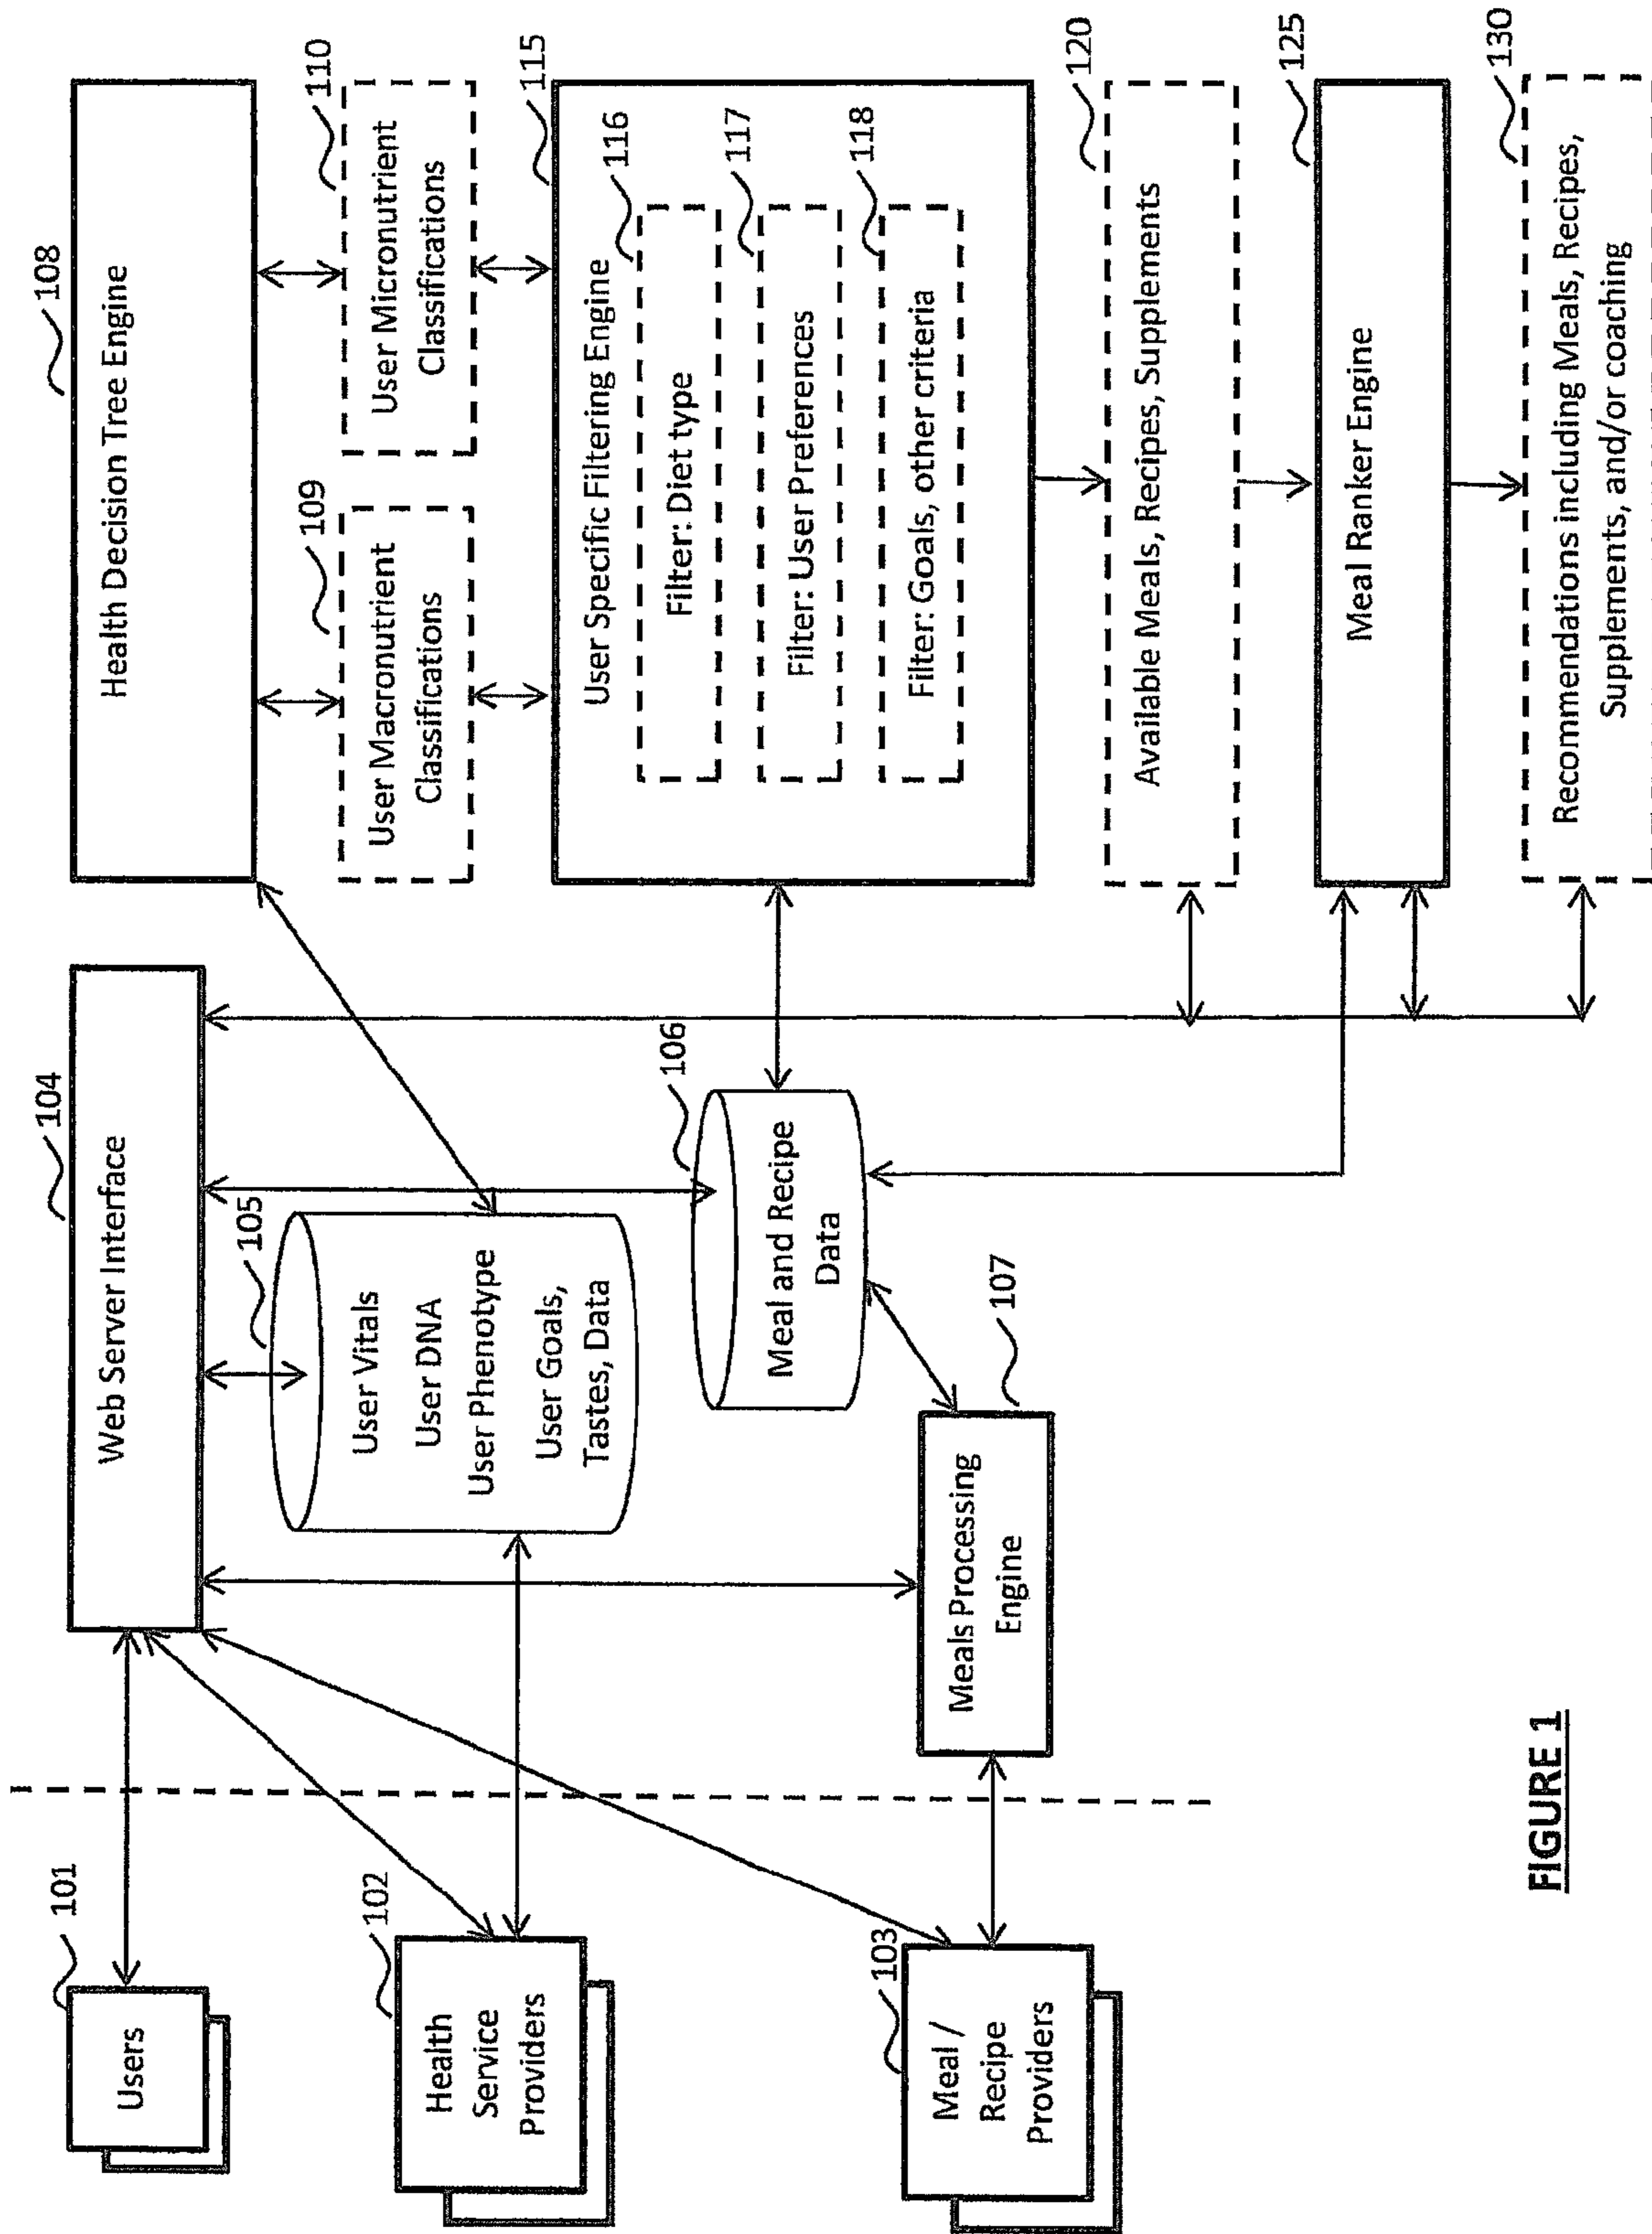 101
Users
102
Health
Service
Providers
103
Meal /
Recipe
Providers
104
Web Server Interface
105
User Vitals
User DNA
User Phenotype
User Goals,
Tastes, Data
106
Meal and Recipe
Data
107
Meals Processing
Engine
108
Health Decision Tree Engine
109
User Macronutrient
Classifications
110
User Micronutrient
Classifications
115
User Specific Filtering Engine
116
Filter: Diet type
117
Filter: User Preferences
118
Filter: Goals, other criteria
120
Available Meals, Recipes, Supplements
125
Meal Ranker Engine
130
Recommendations including Meals, Recipes,
Supplements, and/or coaching
FIGURE 1